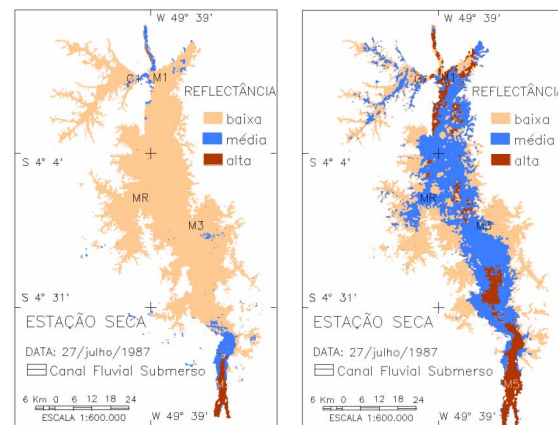 W 49° 39'
C1
M1
REFLECTÂNCIA
baixa
média
alta
S 4° 4'
MR
M3
S 4° 31'
ESTAÇÃO SECA
DATA: 27/julho/1987
Canal Fluvial Submerso
6 Km 0 6 12 18 24
ESCALA 1:600.000
W 49° 39'
W 49° 39'
M1
REFLECTÂNCIA
baixa
média
alta
S 4° 4'
MR
M3
S 4° 31'
ESTAÇÃO SECA
DATA: 27/julho/1987
Canal Fluvial Submerso
M5
6 Km 0 6 12 18 24
ESCALA 1:600.000
W 49° 39'